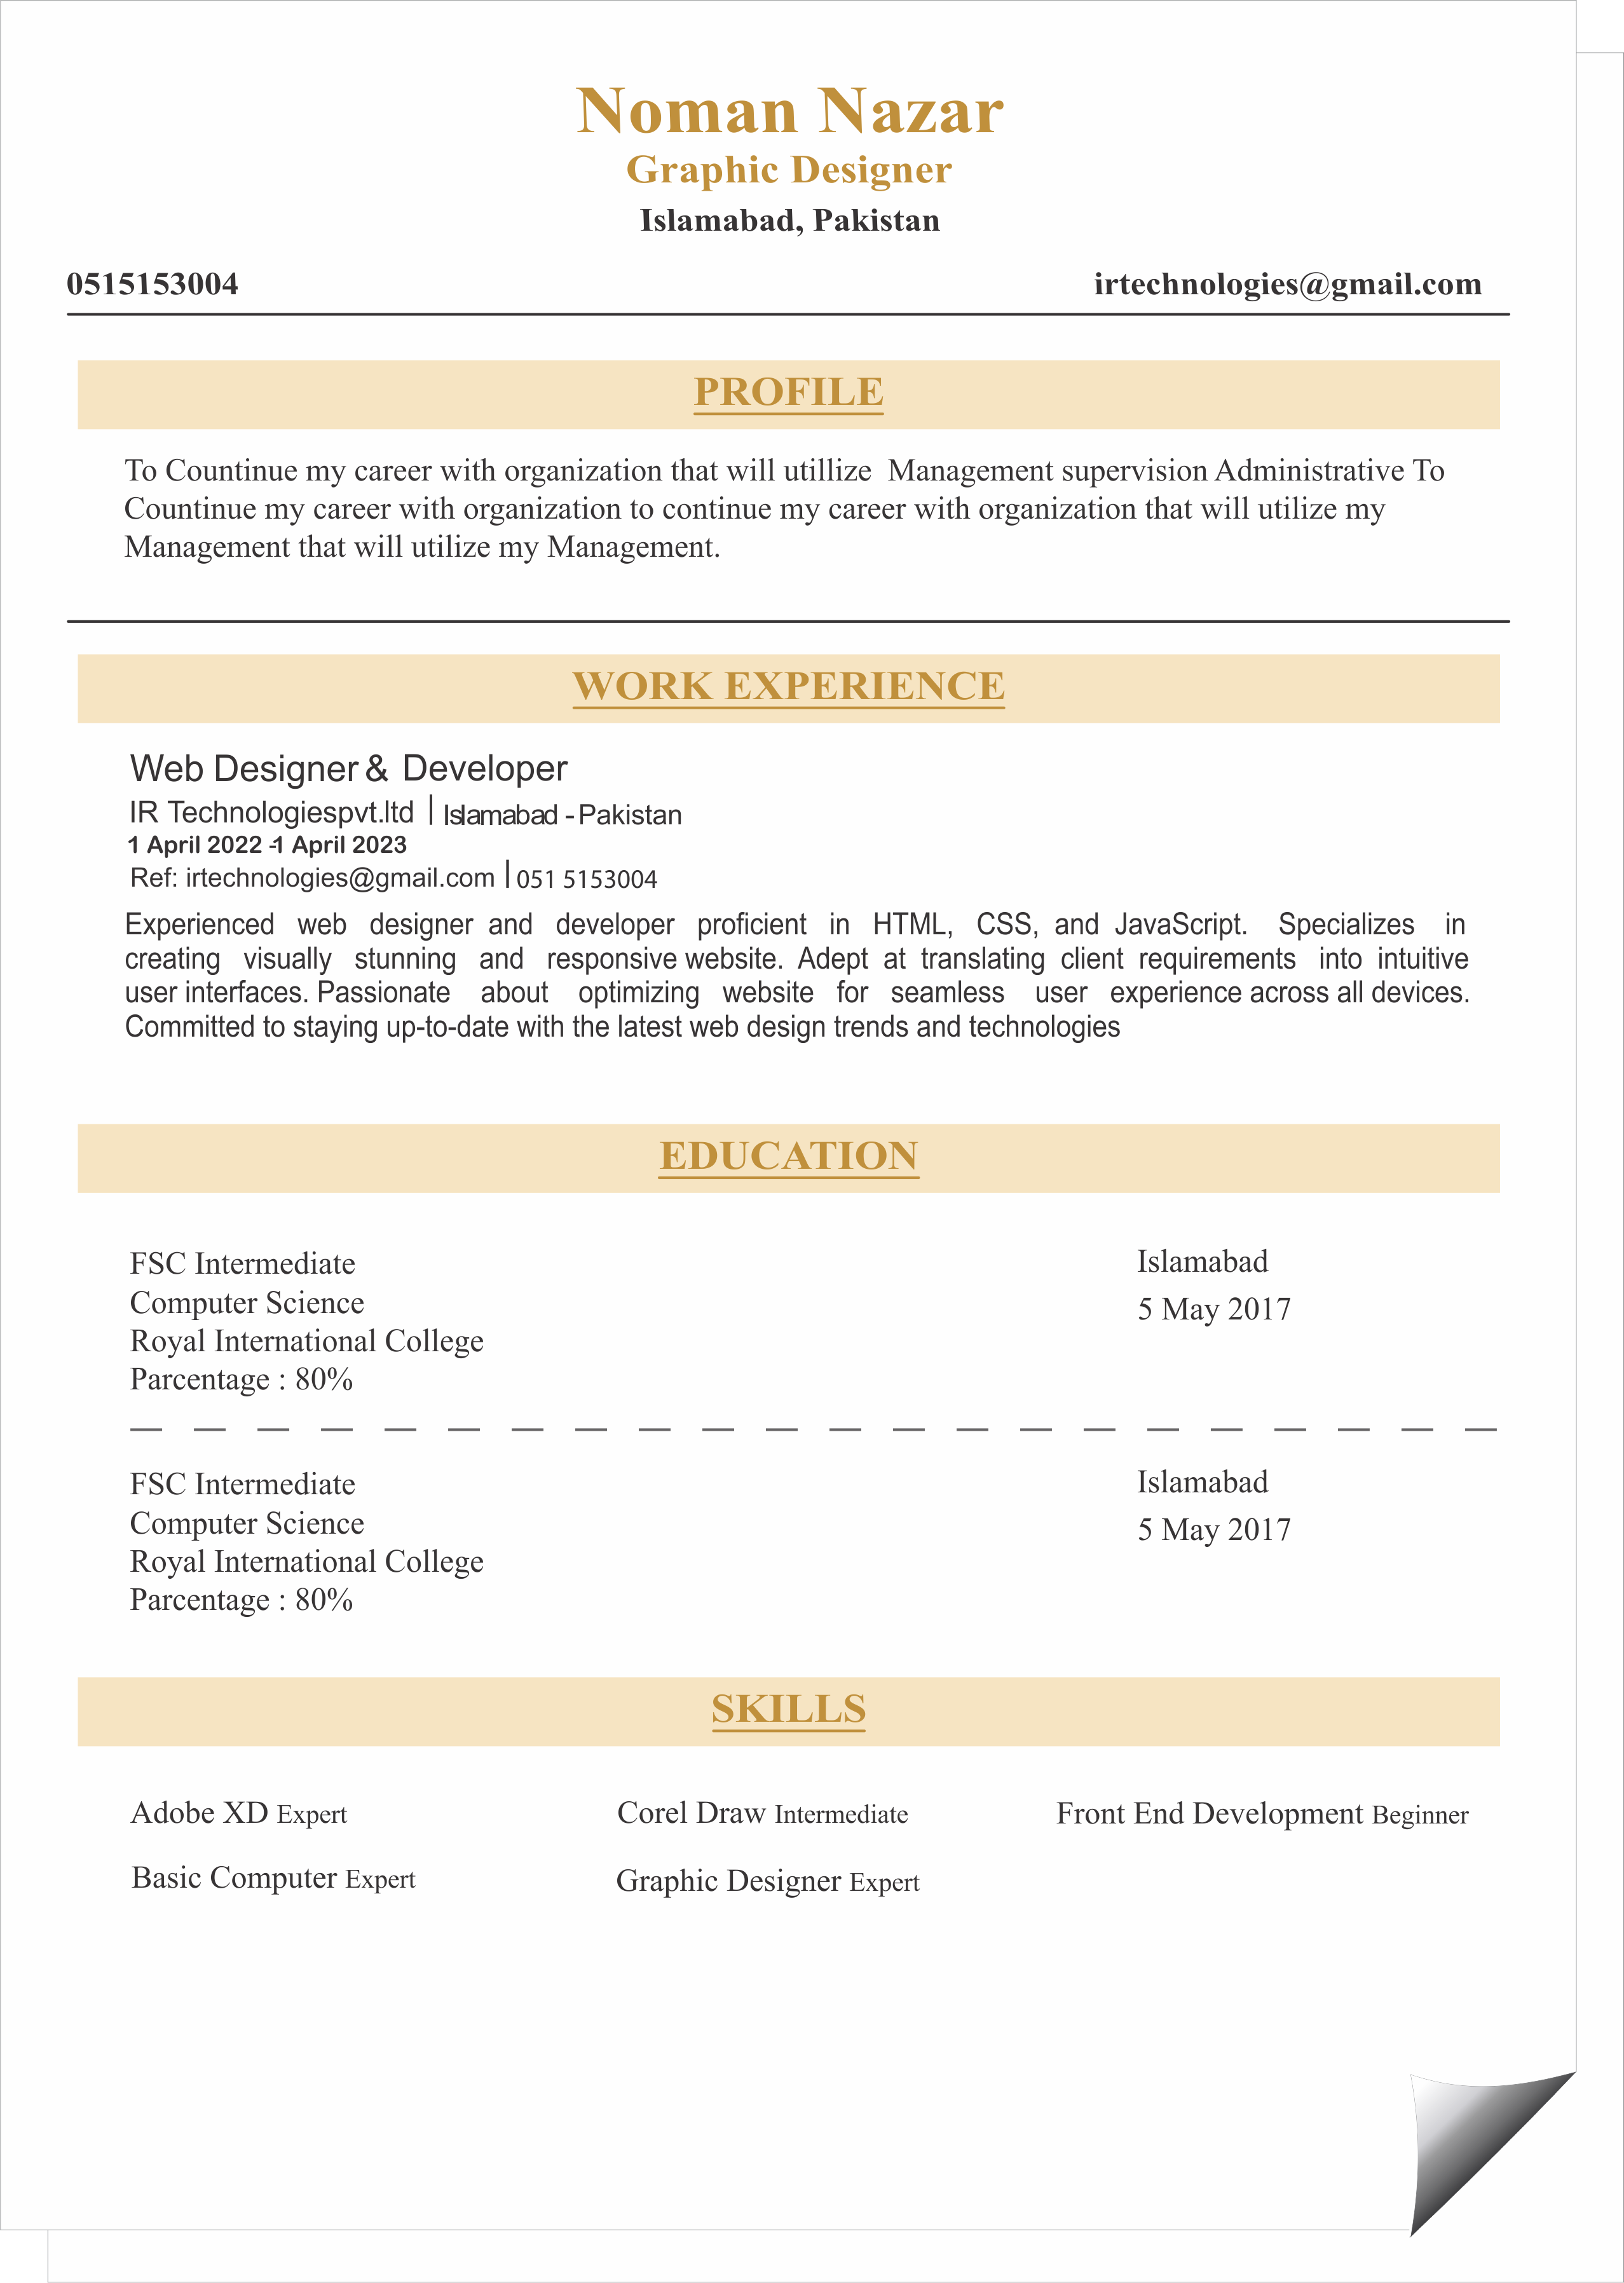 Noman Nazar
Graphic Designer
Islamabad, Pakistan
0515153004 irtechnologies@gmail.com
PROFILE
To Countinue my career with organization that will utillize Management supervision Administrative To
Countinue my career with organization to continue my career with organization that will utilize my
Management that will utilize my Management.
WORK EXPERIENCE
Web Designer & Developer
IR Technologiespvt.ltd | Islamabad - Pakistan
1 April 2022 -1 April 2023
Ref: irtechnologies@gmail.com | 051 5153004
Experienced web designer and developer proficient in HTML, CSS, and JavaScript. Specializes in
creating visually stunning and responsive website. Adept at translating client requirements into intuitive
user interfaces. Passionate about optimizing website for seamless user experience across all devices.
Committed to staying up-to-date with the latest web design trends and technologies
EDUCATION
FSC Intermediate Islamabad
Computer Science 5 May 2017
Royal International College
Parcentage : 80%
FSC Intermediate Islamabad
Computer Science 5 May 2017
Royal International College
Parcentage : 80%
SKILLS
Adobe XD Expert Corel Draw Intermediate Front End Development Beginner
Basic Computer Expert Graphic Designer Expert